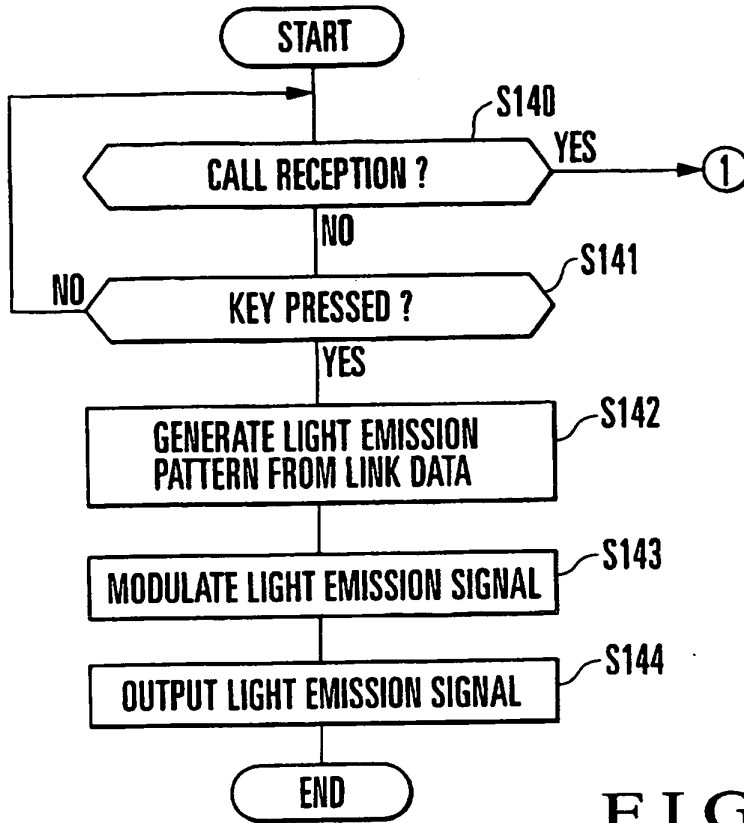 START
S140
CALL RECEPTION ?
YES
1
NO
S141
NO
KEY PRESSED ?
YES
S142
GENERATE LIGHT EMISSION
PATTERN FROM LINK DATA
S143
MODULATE LIGHT EMISSION SIGNAL
S144
OUTPUT LIGHT EMISSION SIGNAL
END
FIG